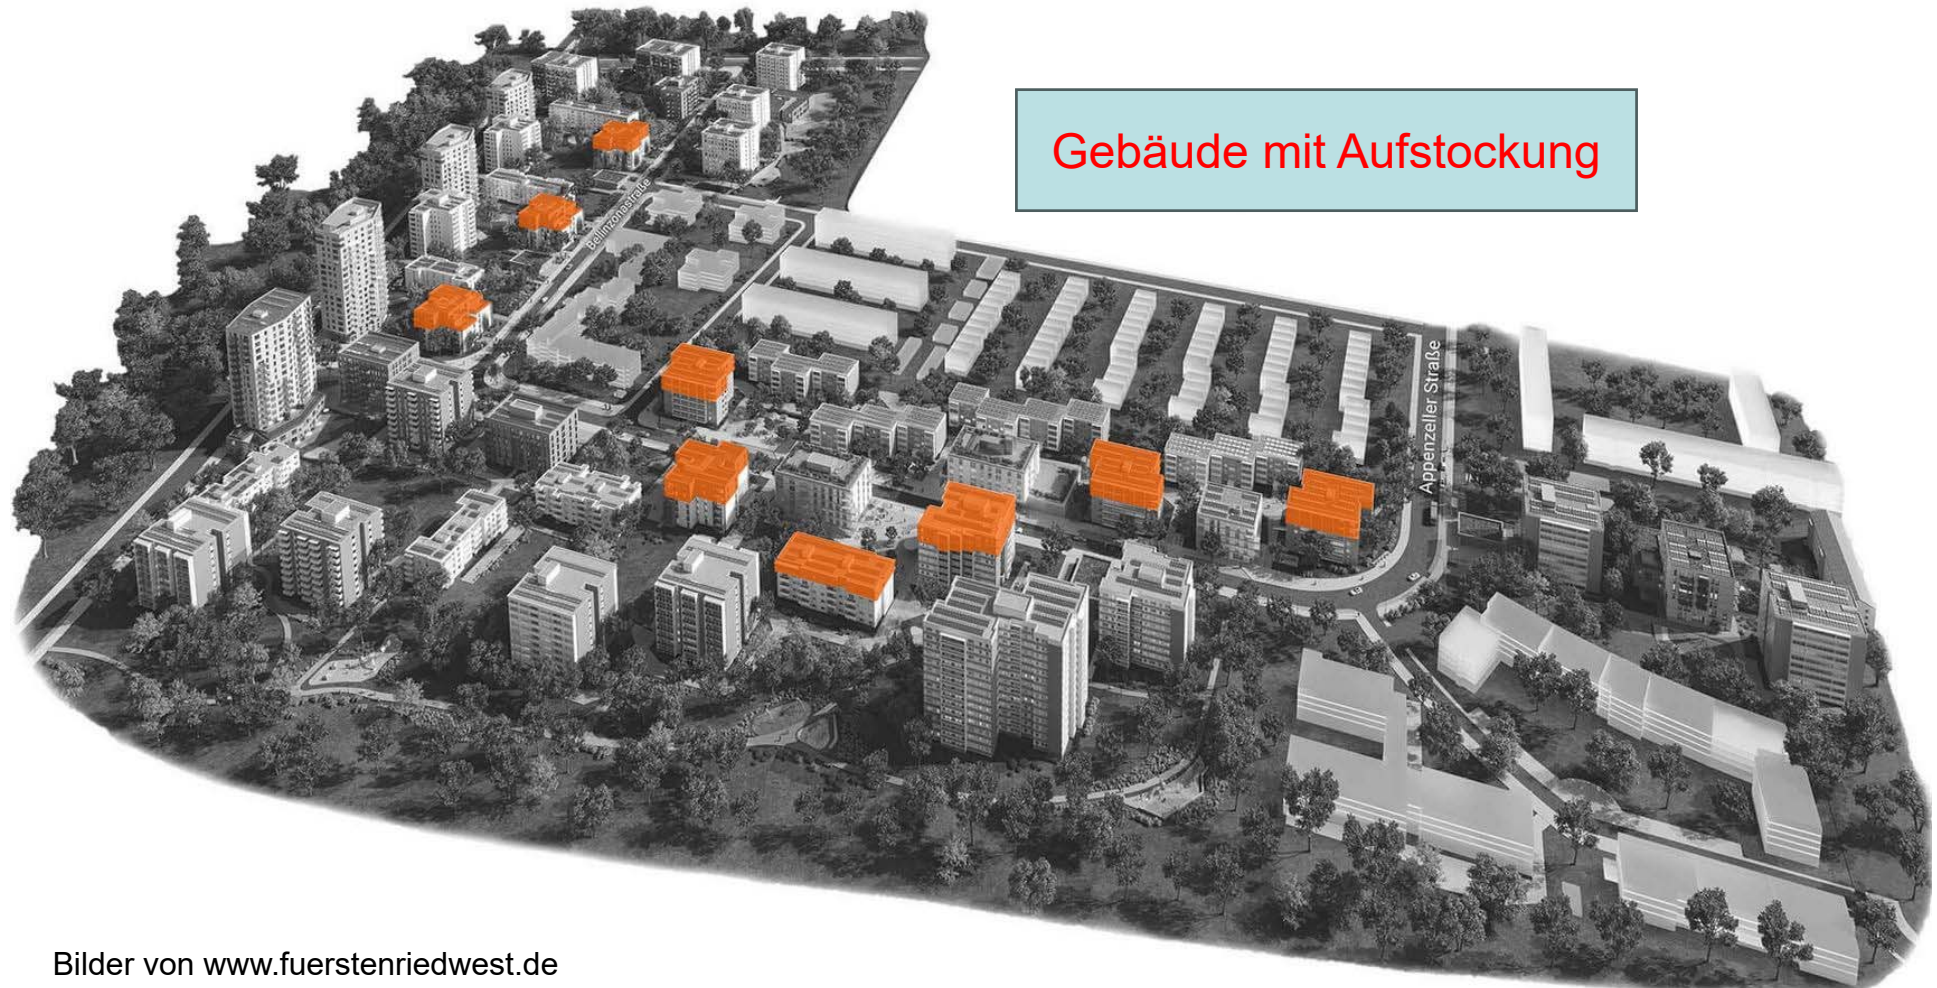 Gebäude mit Aufstockung
Bellinzonastraße
Appenzeller Straße
Bilder von www.fuerstenriedwest.de